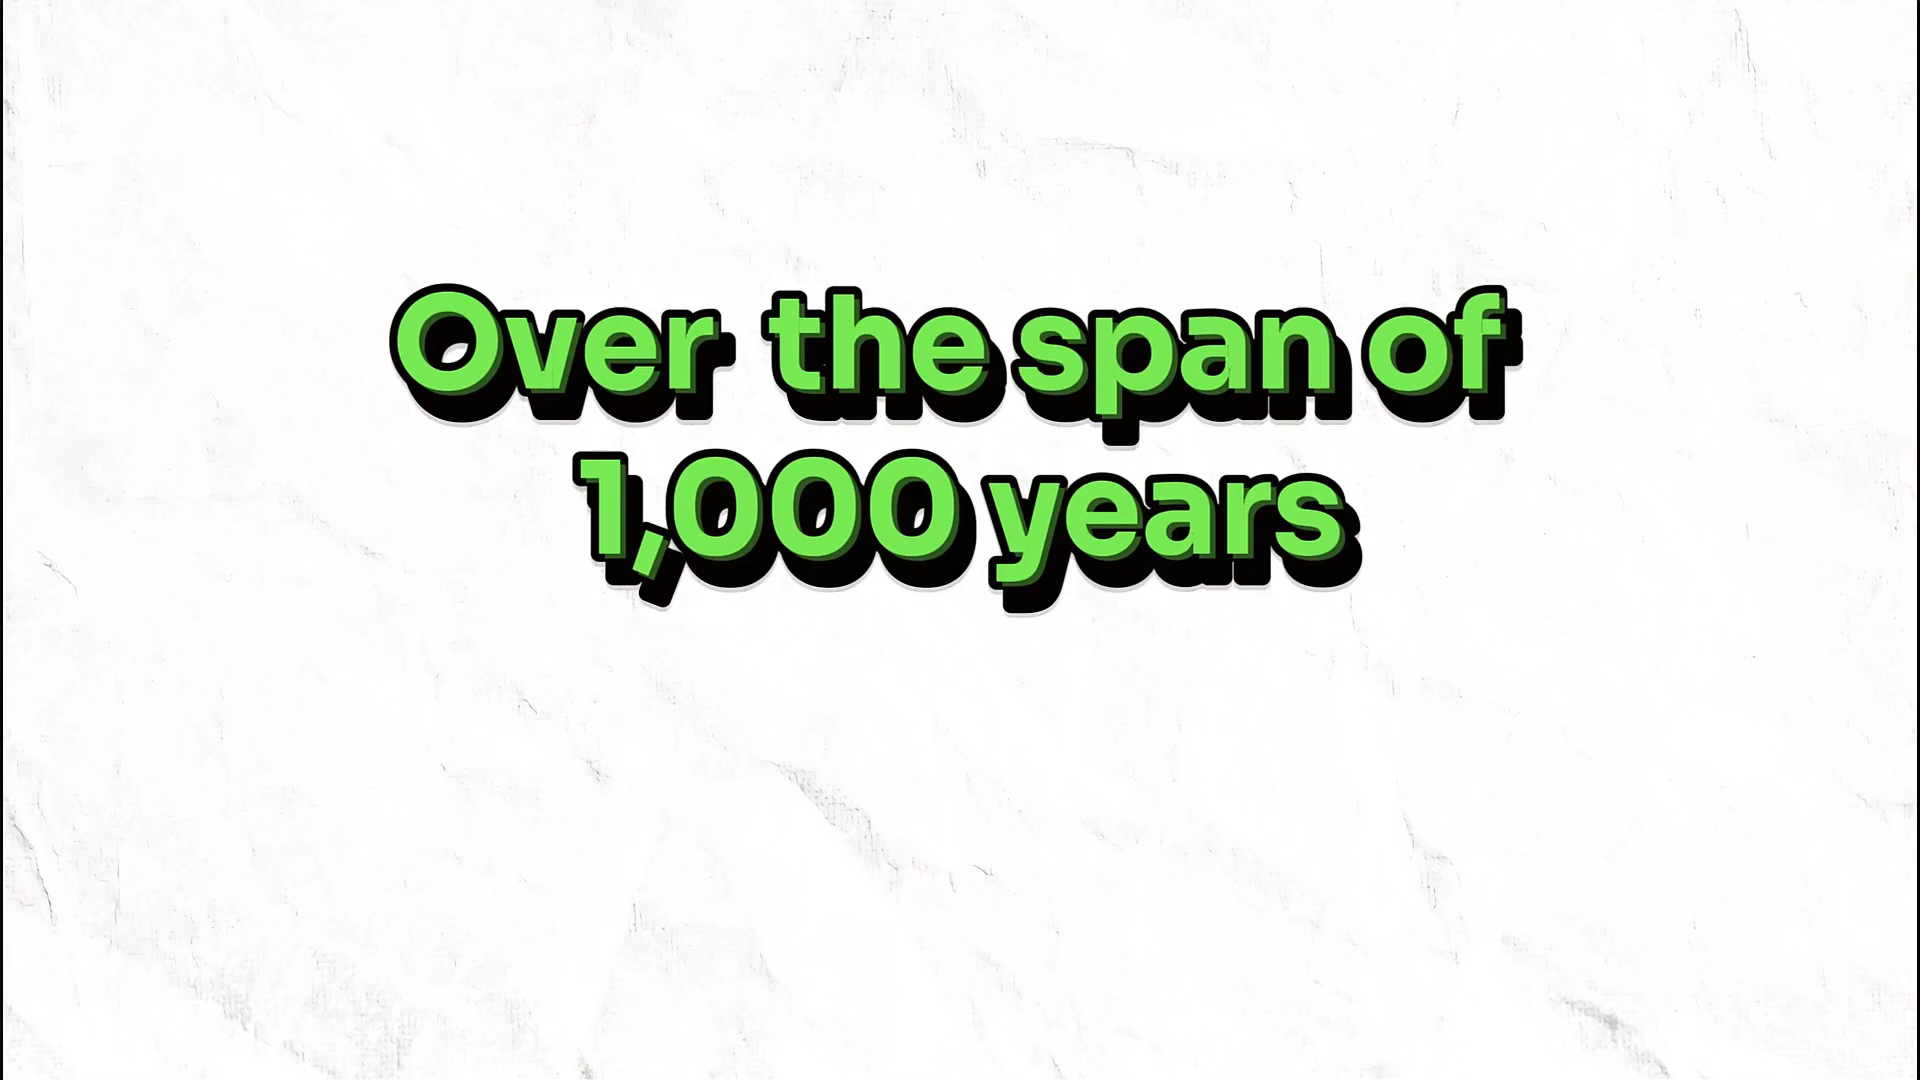 Over the span of
1,000 years